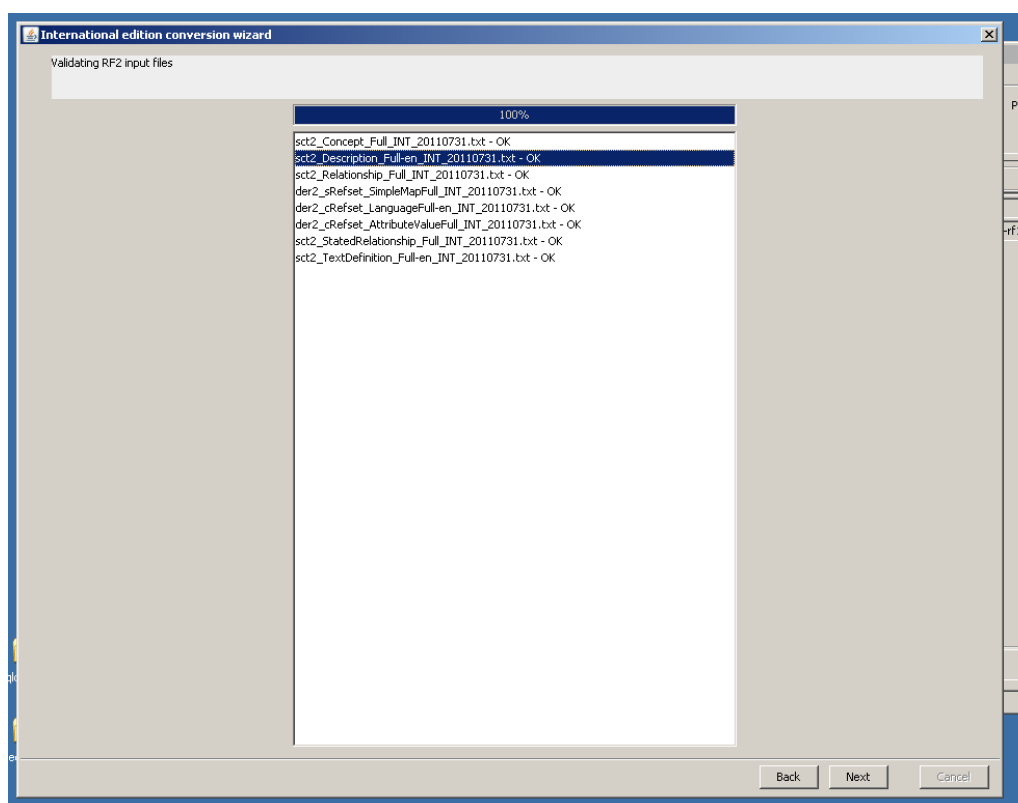 International edition conversion wizard
Validating RF2 input files
P
100%
sct2_Concept_Full_INT_20110731.txt - OK
sct2_Description_Full-en_INT_20110731.txt - OK
sct2_Relationship_Full_INT_20110731.txt - OK
der2_sRefset_SimpleMapFull_INT_20110731.txt - OK
der2_cRefset_LanguageFull-en_INT_20110731.txt - OK
der2_cRefset_AttributeValueFull_INT_20110731.txt - OK
-rf
sct2_StatedRelationship_Full_INT_20110731.txt - OK
sct2_TextDefinition_Full-en_INT_20110731.txt - OK
Back Next Cancel